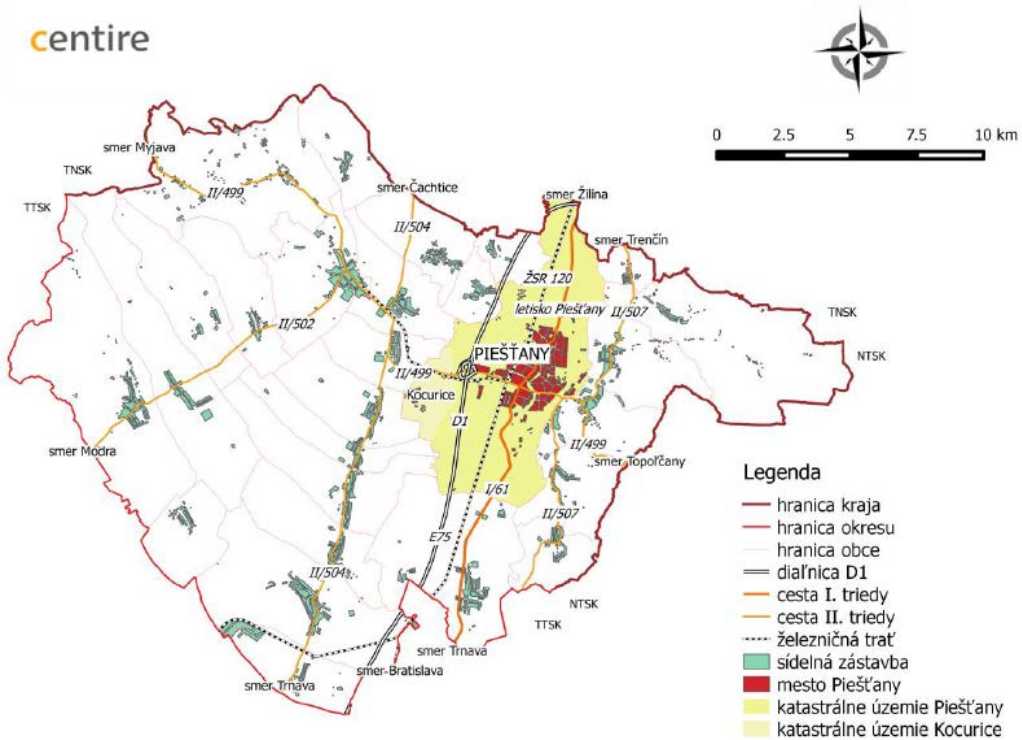 centire
0 2.5 5 7.5 10 km
smer Myjava
TNSK
TTSK
II/499
smer Čachtice
II/504
smer Žilina
smer Trenčín
ŽSR 120
letisko Piešťany
II/507
TNSK
NTSK
II/502
PIEŠŤANY
II/499
Kocurice
D1
II/499
smer Modra
smer Topoľčany
I/61
II/507
E75
II/504
NTSK
TTSK
smer Trnava
smer Bratislava
smer Trnava
Legenda
hranica kraja
hranica okresu
hranica obce
diaľnica D1
cesta I. triedy
cesta II. triedy
železničná trať
sídelná zástavba
mesto Piešťany
katastrálne územie Piešťany
katastrálne územie Kocurice